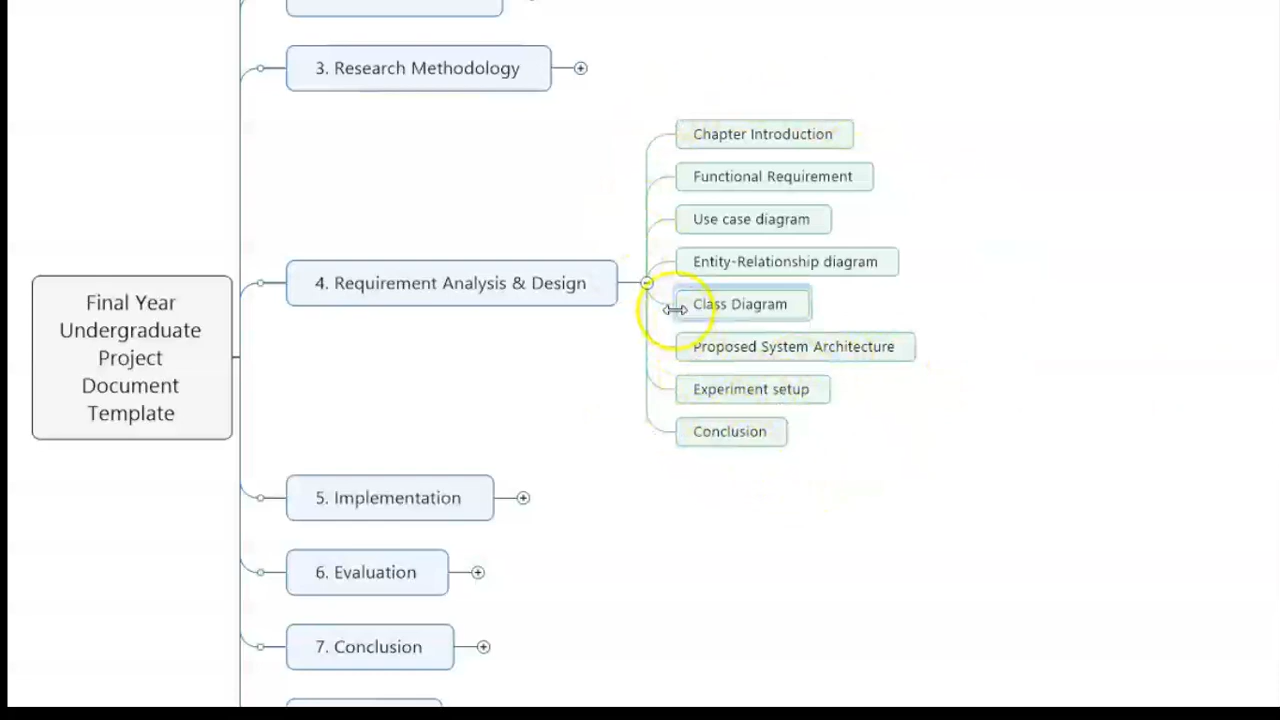 3. Research Methodology
Chapter Introduction
Functional Requirement
Use case diagram
Entity-Relationship diagram
4. Requirement Analysis & Design
Class Diagram
Proposed System Architecture
Experiment setup
Conclusion
Final Year
Undergraduate
Project
Document
Template
5. Implementation
6. Evaluation
7. Conclusion